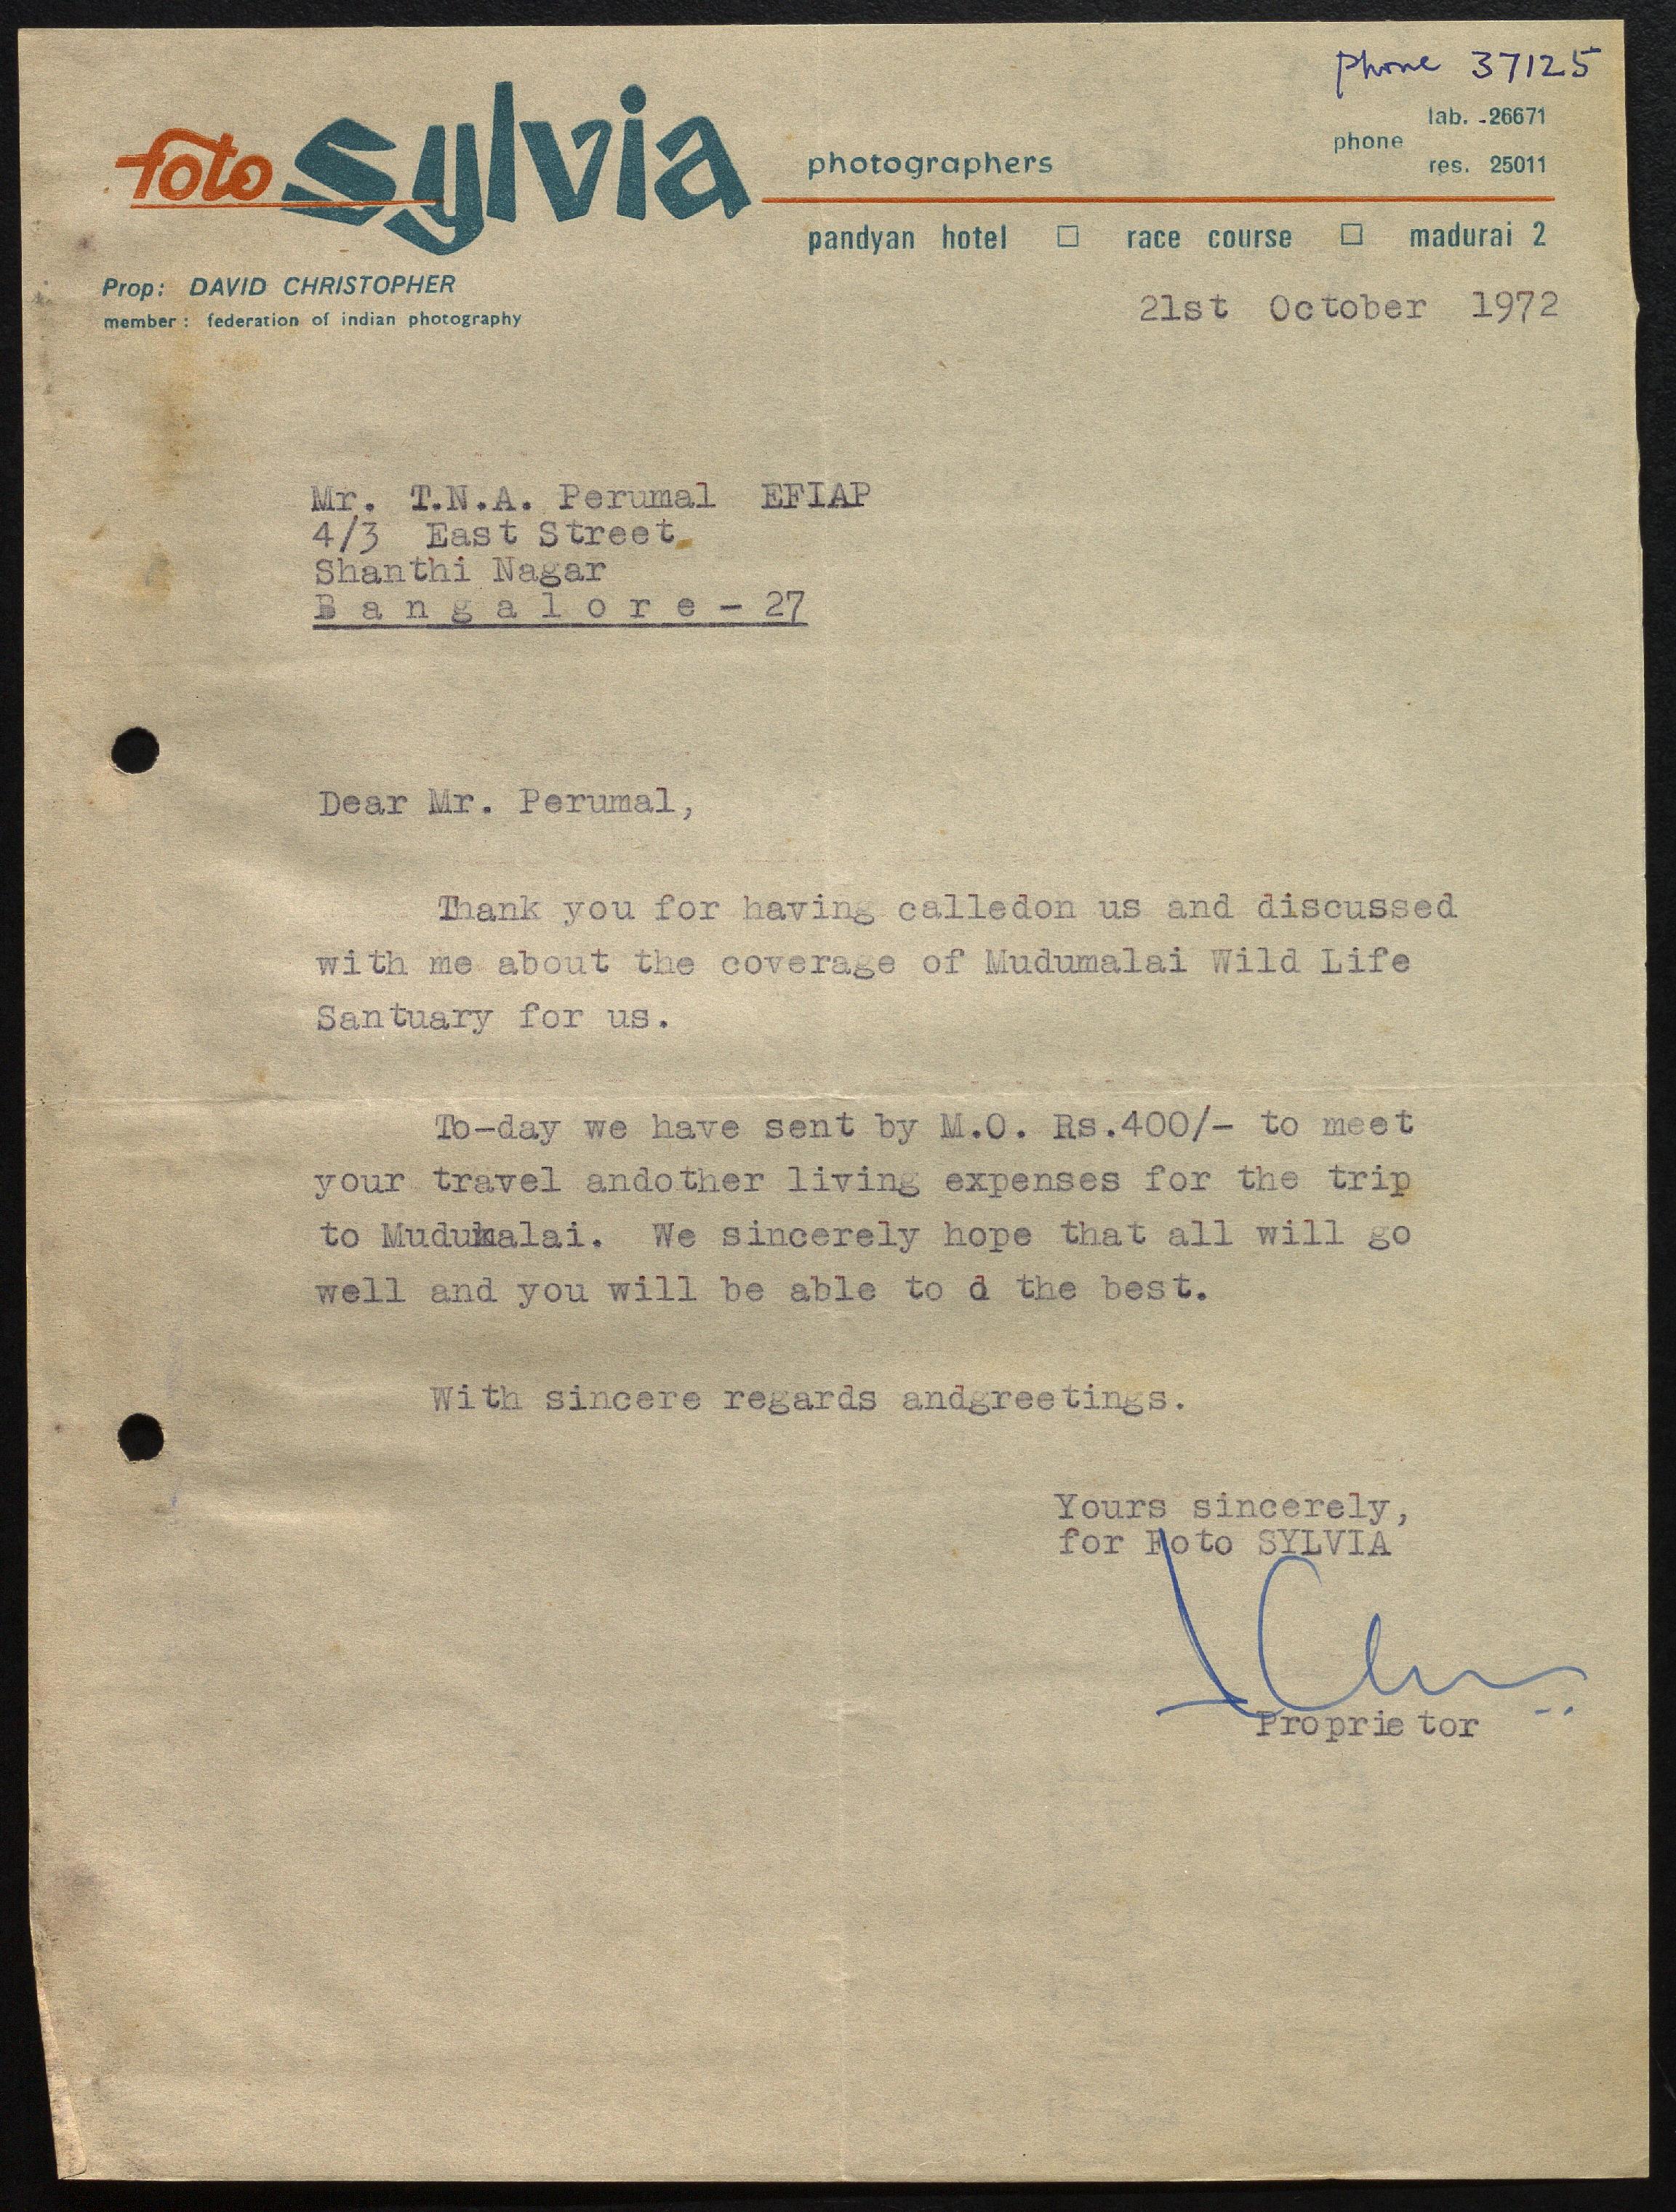 phone 37125
foto sylvia
photographers
phone
lab. -26671
res. 25011
pandyan hotel □ race course □ madurai 2
Prop: DAVID CHRISTOPHER
member : federation of indian photography
21st October 1972
Mr. T.N.A. Perumal EFIAP
4/3 East Street
Shanthi Nagar
B a n g a l o r e - 27
Dear Mr. Perumal,
Thank you for having calledon us and discussed
with me about the coverage of Mudumalai Wild Life
Santuary for us.
To-day we have sent by M.O. Rs.400/- to meet
your travel andother living expenses for the trip
to Mudumalai. We sincerely hope that all will go
well and you will be able to d the best.
With sincere regards andgreetings.
Yours sincerely,
for Foto SYLVIA
Proprietor